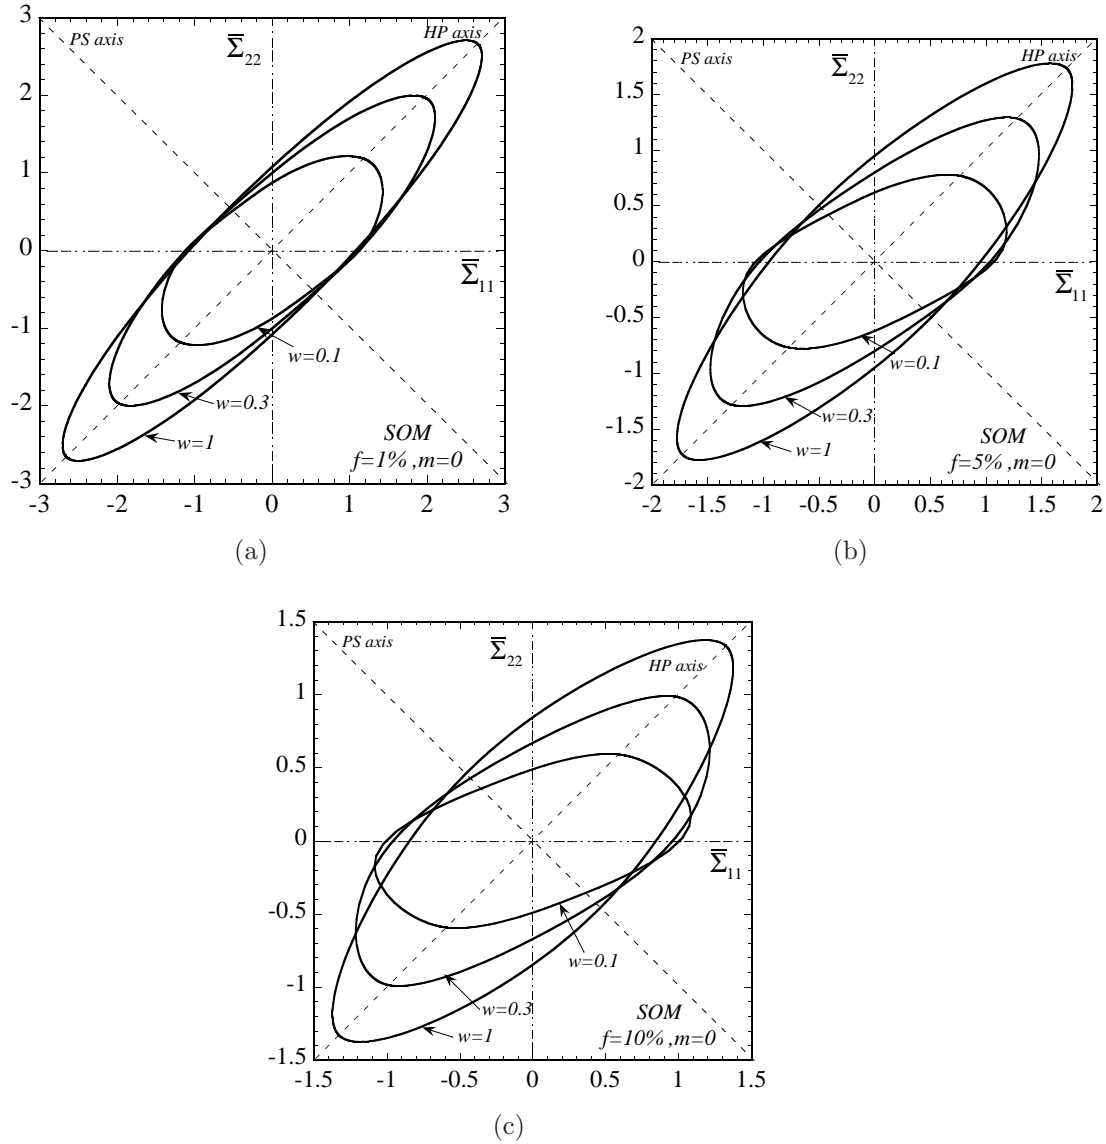 3
PS axis
HP axis
Σ̅22
2
1
0
Σ̅11
-1
w=0.1
-2
w=0.3
w=1
SOM
f=1% ,m=0
-3
-3 -2 -1 0 1 2 3
(a)
2
PS axis
HP axis
Σ̅22
1.5
1
0.5
0
Σ̅11
-0.5
w=0.1
-1
w=0.3
-1.5
w=1
SOM
f=5% ,m=0
-2
-2 -1.5 -1 -0.5 0 0.5 1 1.5 2
(b)
1.5
PS axis
Σ̅22
HP axis
1
0.5
0
Σ̅11
-0.5
w=0.1
-1
w=0.3
w=1
SOM
f=10% ,m=0
-1.5
-1.5 -1 -0.5 0 0.5 1 1.5
(c)